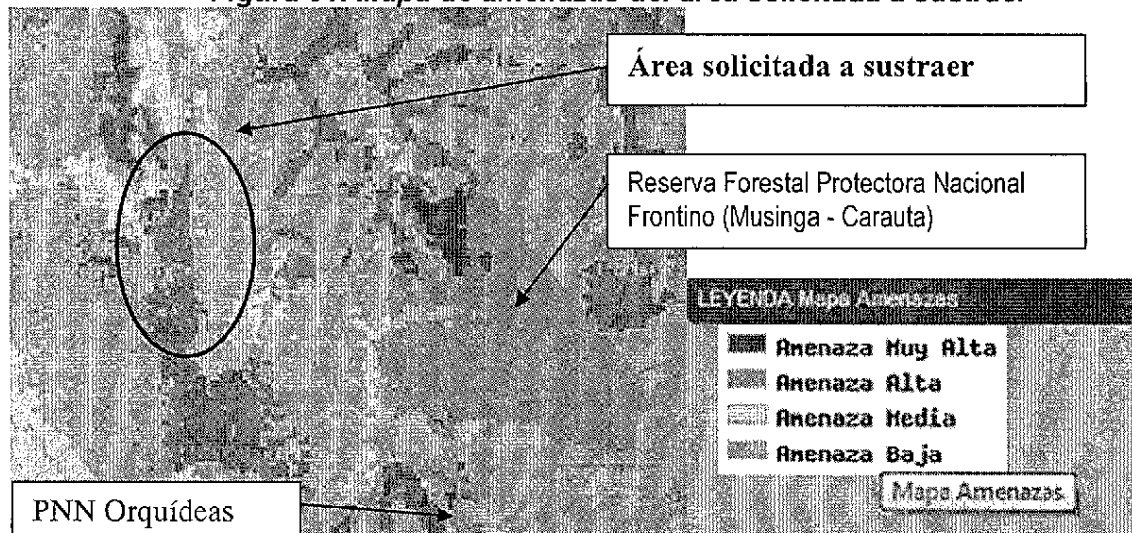 Área solicitada a sustraer
Reserva Forestal Protectora Nacional
Frontino (Musinga - Carauta)
LEYENDA Mapa Amenazas
Amenaza Muy Alta
Amenaza Alta
Amenaza Media
Amenaza Baja
Mapa Amenazas
PNN Orquídeas